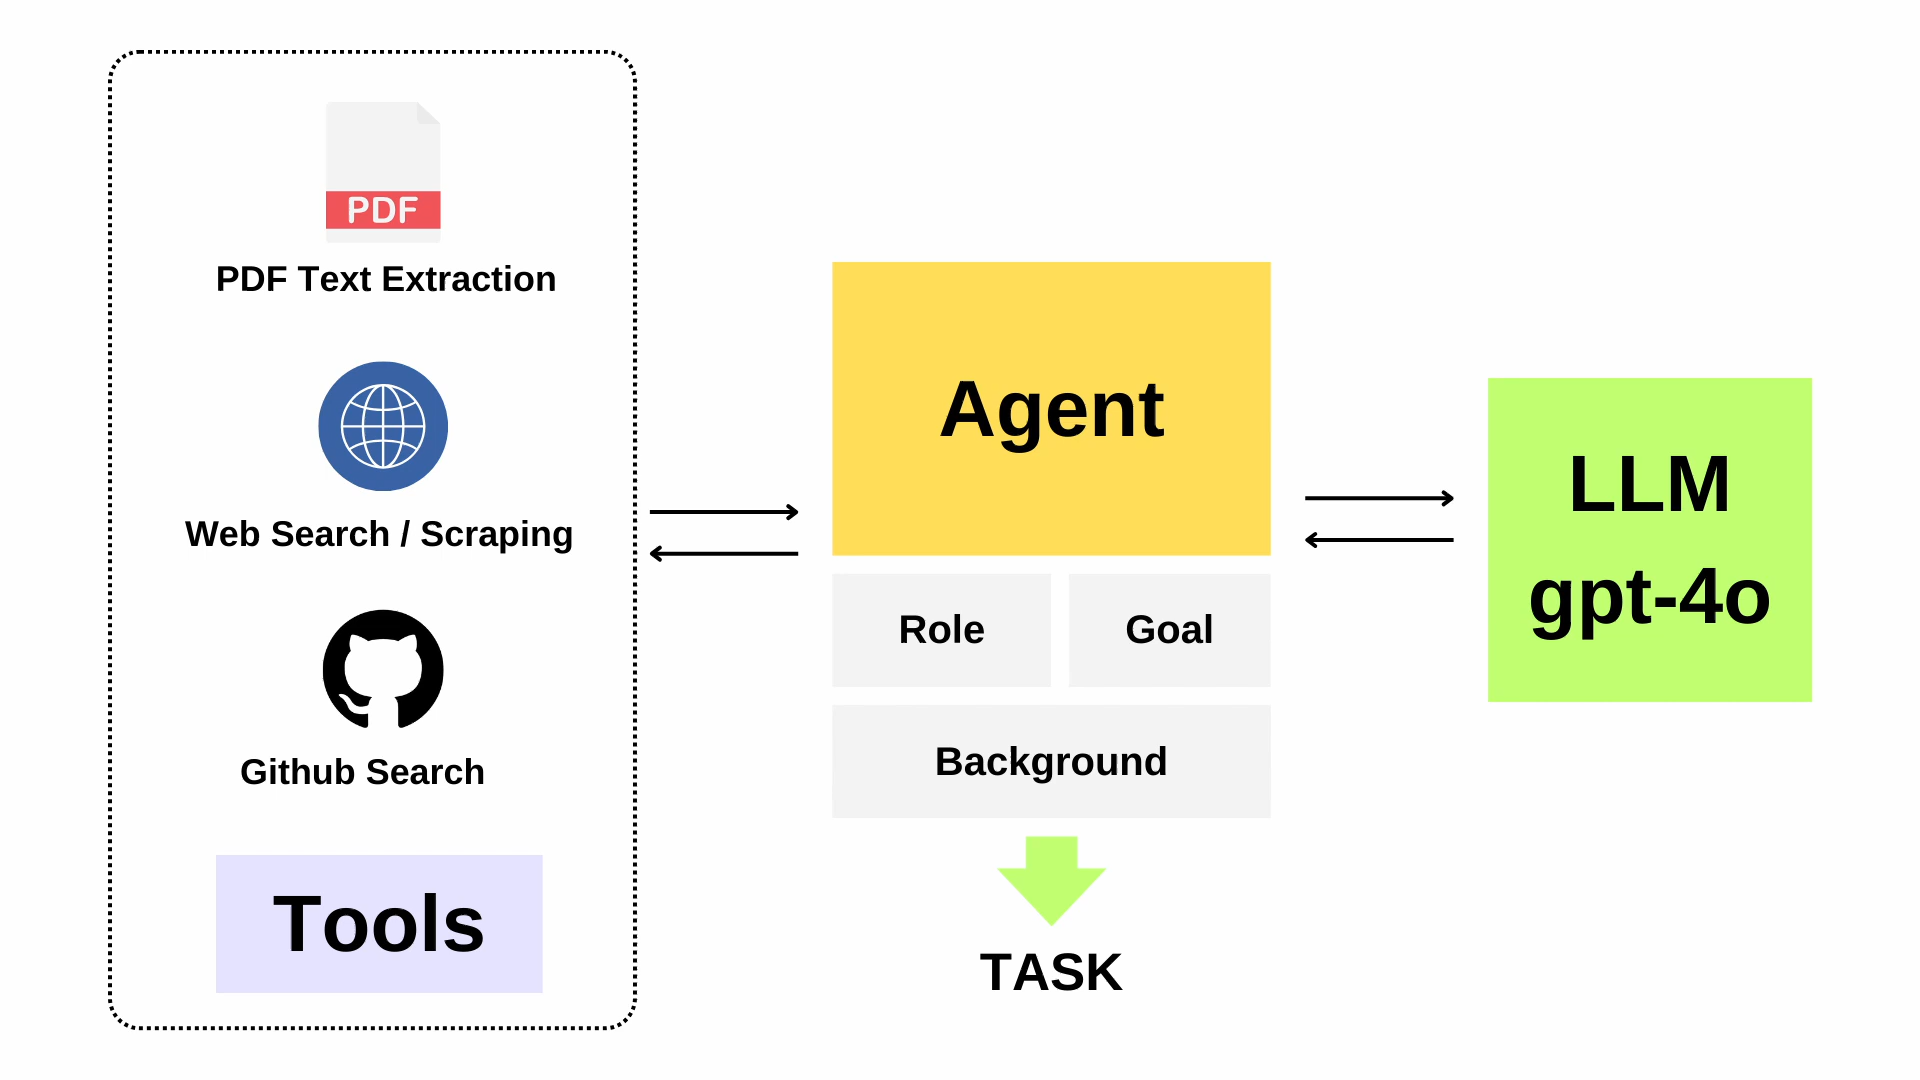 PDF
PDF Text Extraction
Web Search / Scraping
Github Search
Tools
Agent
Role
Goal
Background
TASK
LLM
gpt-4o